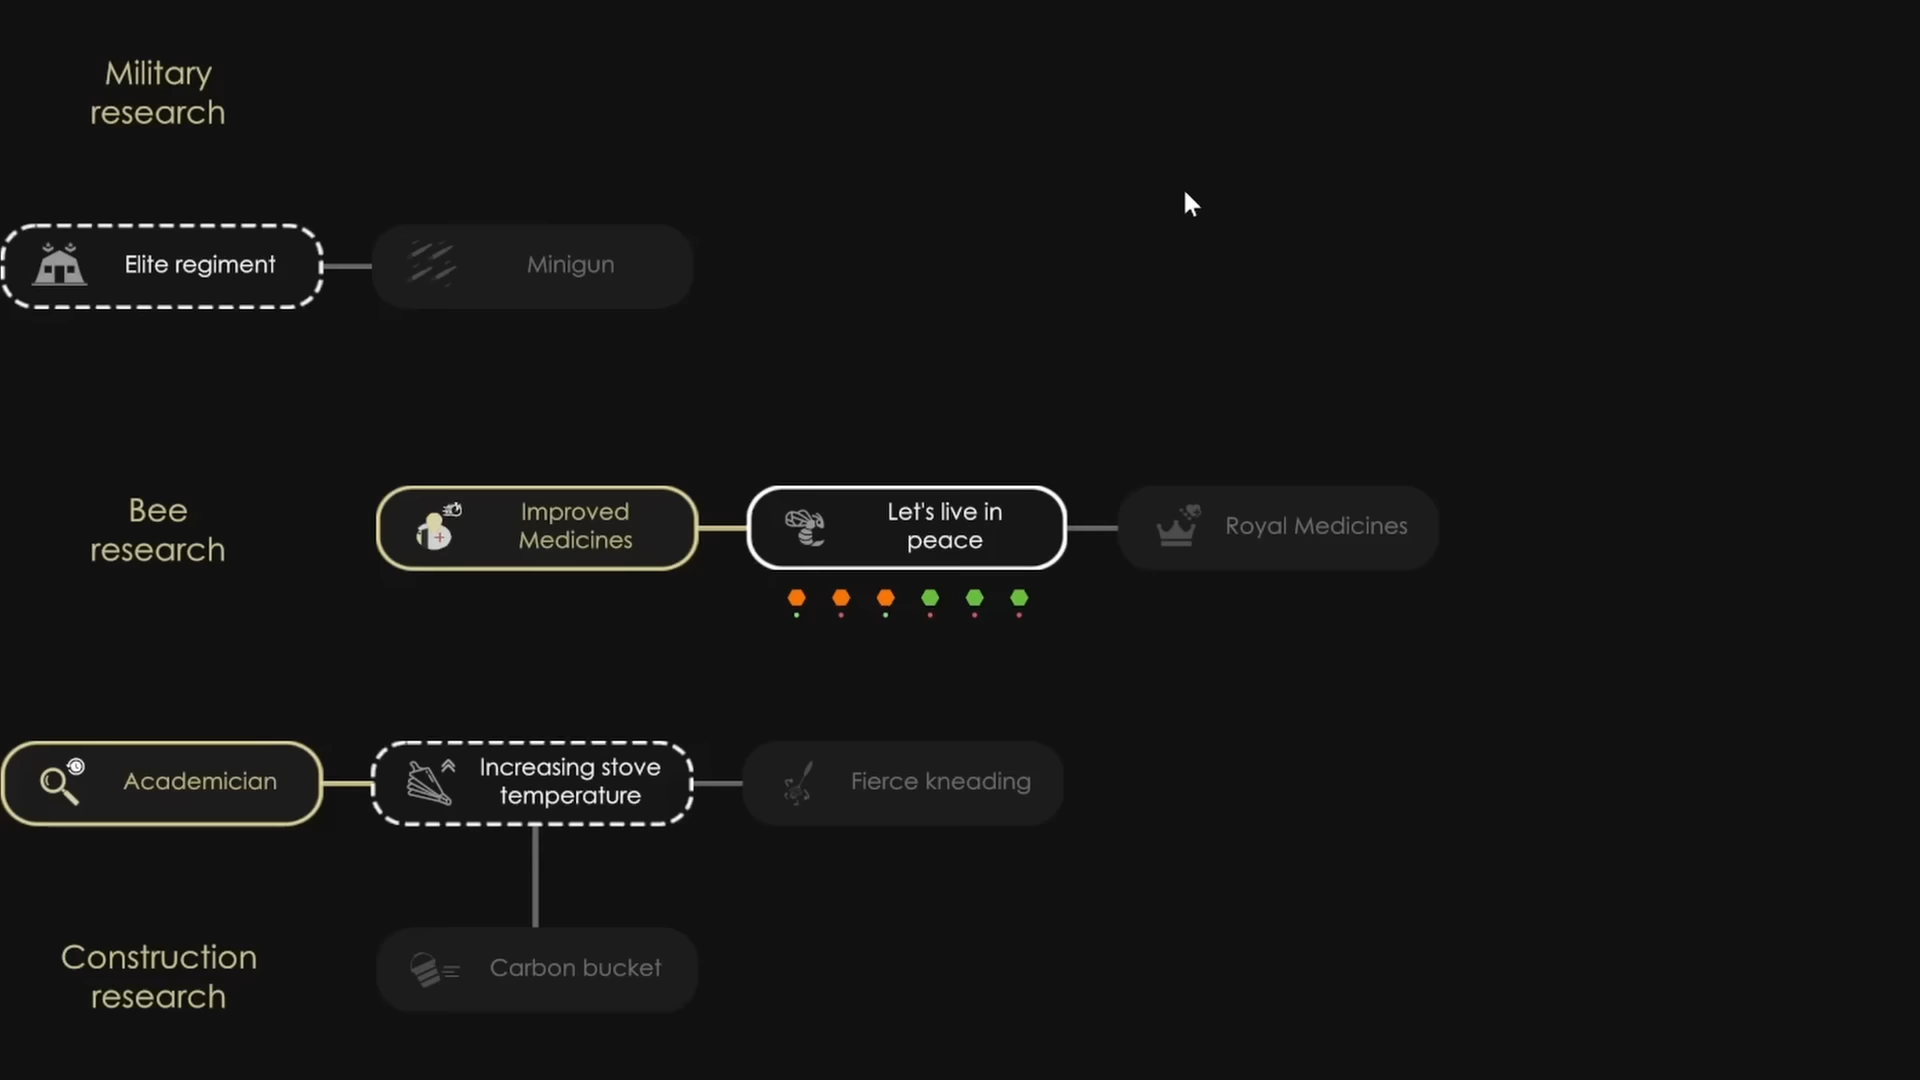 Military
research
Elite regiment
Minigun
Bee
research
Improved
Medicines
Let's live in
peace
Royal Medicines
Academician
Increasing stove
temperature
Fierce kneading
Construction
research
Carbon bucket